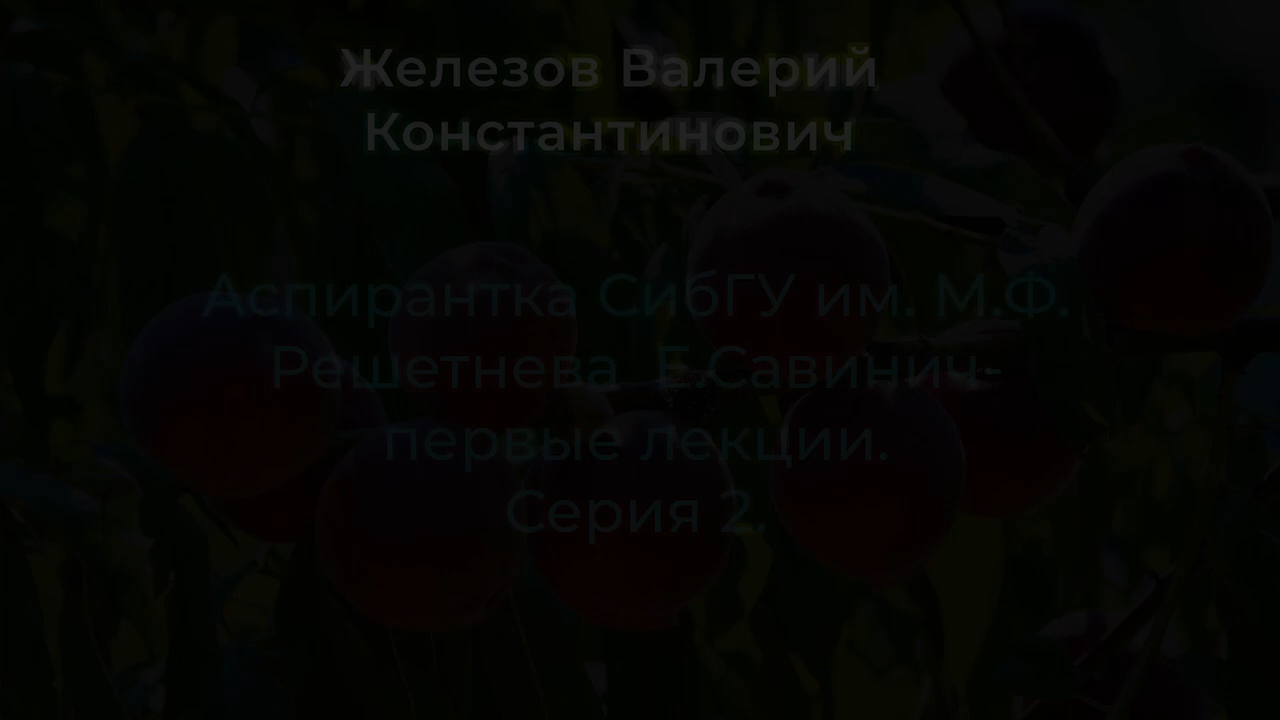 Железов Валерий
Константинович
Аспирантка СибГУ им. М.Ф.
Решетнева Е.Савинич-
первые лекции.
Серия 2.